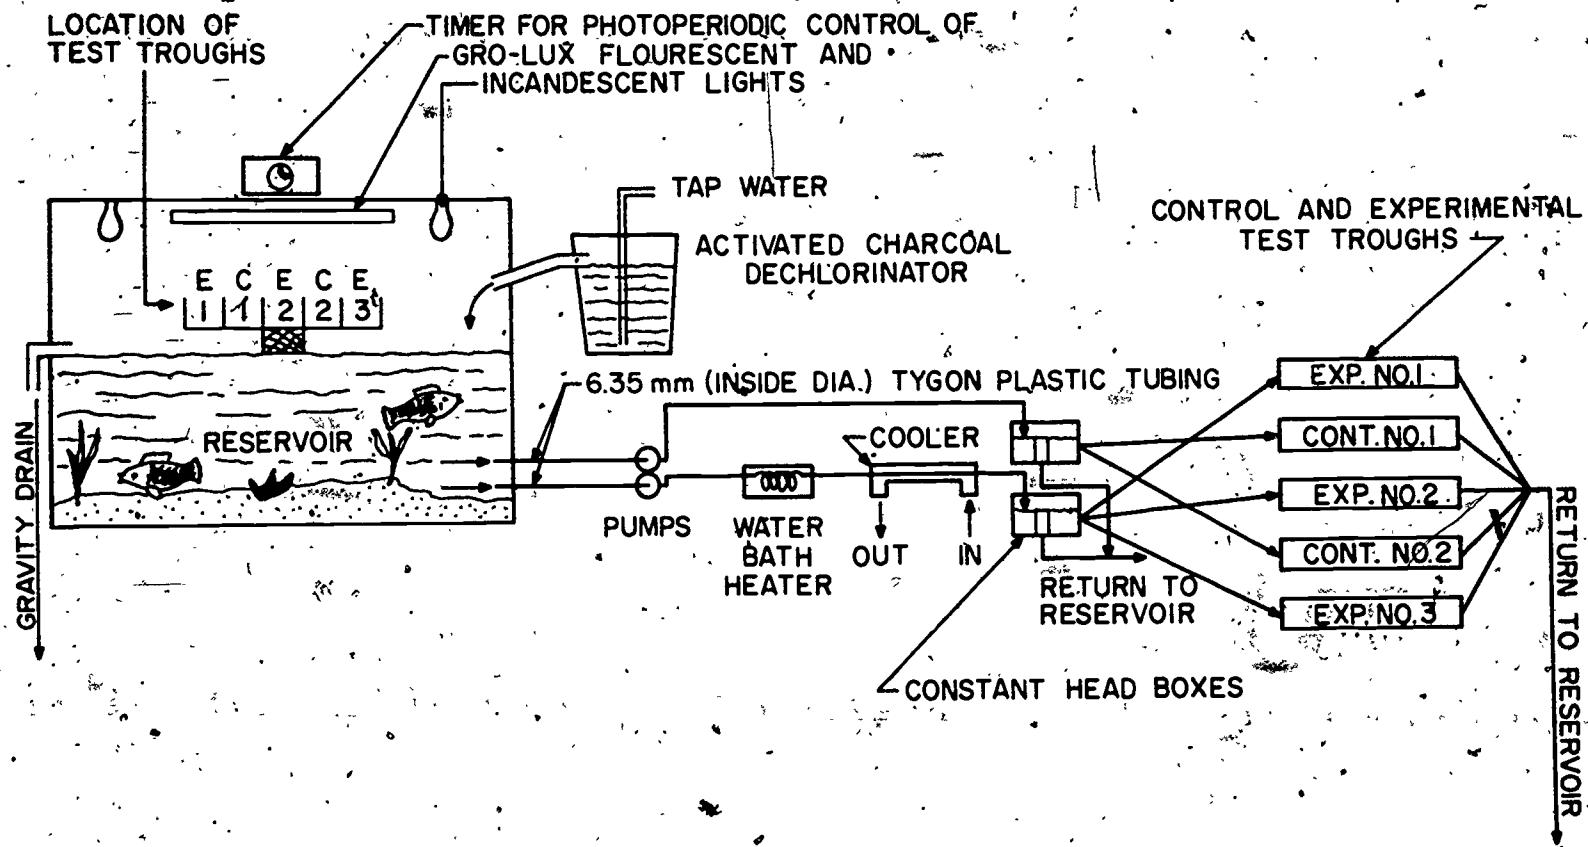 LOCATION OF
TEST TROUGHS
TIMER FOR PHOTOPERIODIC CONTROL OF
GRO-LUX FLOURESCENT AND
INCANDESCENT LIGHTS
TAP WATER
ACTIVATED CHARCOAL
DECHLORINATOR
CONTROL AND EXPERIMENTAL
TEST TROUGHS
E C E C E
1 1 2 2 3
6.35 mm (INSIDE DIA.) TYGON PLASTIC TUBING
RESERVOIR
GRAVITY DRAIN
PUMPS
WATER
BATH
HEATER
COOLER
OUT
IN
RETURN TO
RESERVOIR
CONSTANT HEAD BOXES
EXP. NO.1
CONT. NO.1
EXP. NO.2
CONT. NO.2
EXP. NO.3
RETURN TO RESERVOIR